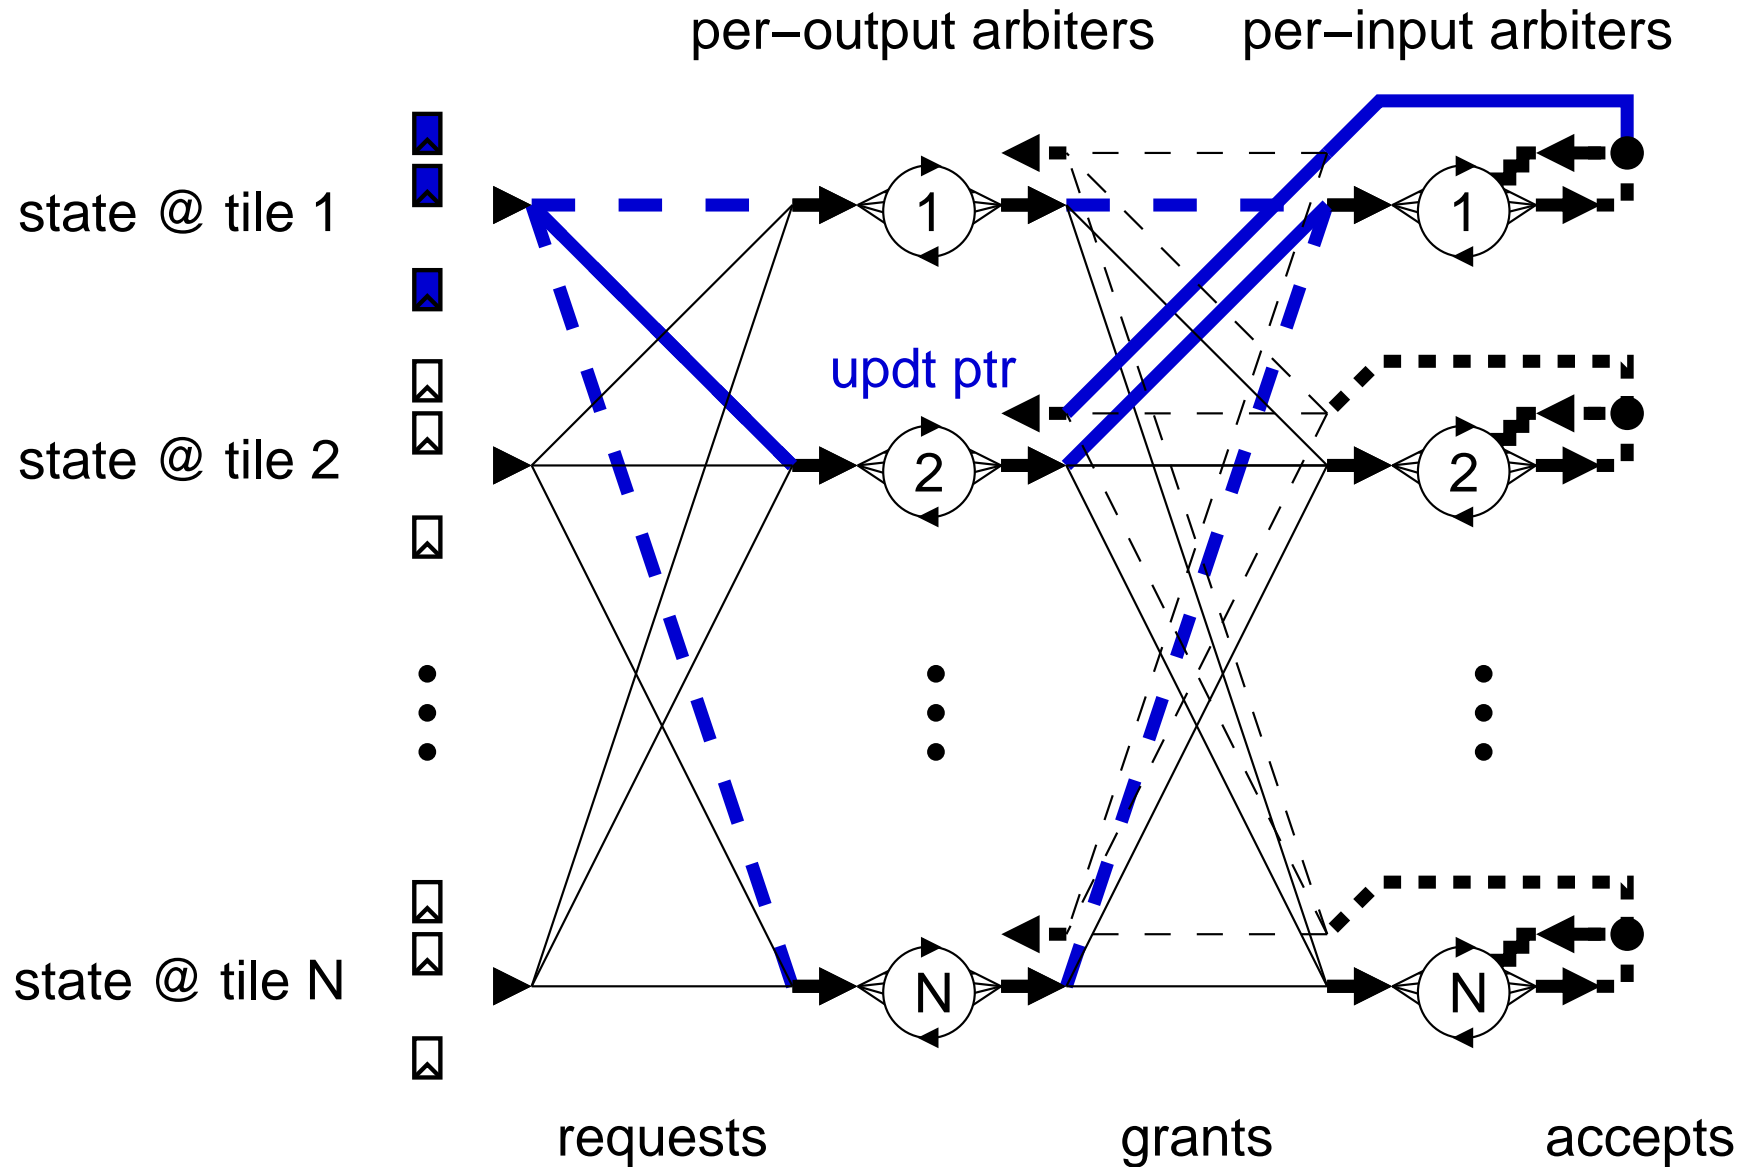 per–output arbiters per–input arbiters
state @ tile 1 1 1
updt ptr
state @ tile 2 2 2
state @ tile N N N
requests grants accepts